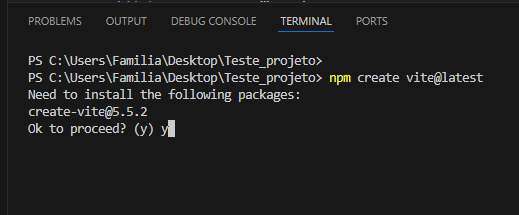 PROBLEMS OUTPUT DEBUG CONSOLE TERMINAL PORTS
PS C:\Users\Familia\Desktop\Teste_projeto>
PS C:\Users\Familia\Desktop\Teste_projeto> npm create vite@latest
Need to install the following packages:
create-vite@5.5.2
Ok to proceed? (y) y